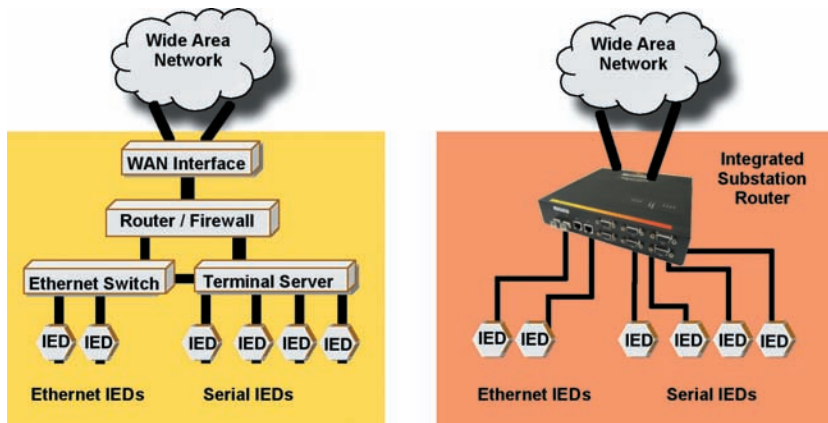 Wide Area
Network
WAN Interface
Router / Firewall
Ethernet Switch
Terminal Server
IED
IED
IED
IED
IED
IED
Ethernet IEDs
Serial IEDs
Wide Area
Network
Integrated
Substation
Router
IED
IED
IED
IED
IED
IED
Ethernet IEDs
Serial IEDs